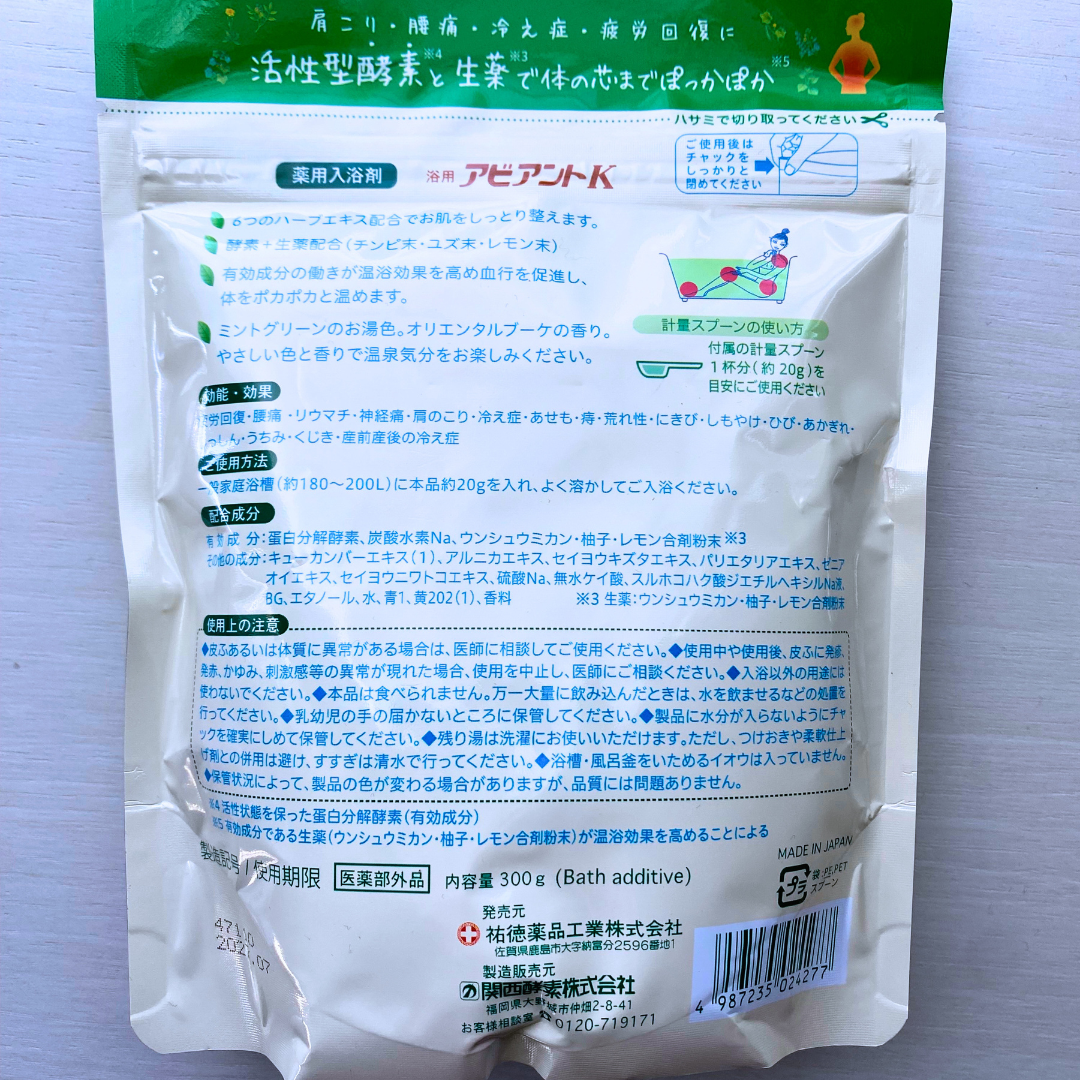 肩こり・腰痛・冷え症・疲労回復に
活性型酵素※4と生薬※3で体の芯までぽっかぽか※5
ハサミで切り取ってください
ご使用後は
チャックを
しっかりと
閉めてください
薬用入浴剤 浴用 アビアントK
6つのハーブエキス配合でお肌をしっとり整えます。
酵素+生薬配合(チンピ末・ユズ末・レモン末)
有効成分の働きが温浴効果を高め血行を促進し、
体をポカポカと温めます。
ミントグリーンのお湯色。オリエンタルブーケの香り。
やさしい色と香りで温泉気分をお楽しみください。
計量スプーンの使い方
付属の計量スプーン
1杯分(約20g)を
目安にご使用ください
効能・効果
疲労回復・腰痛・リウマチ・神経痛・肩のこり・冷え症・あせも・痔・荒れ性・にきび・しもやけ・ひび・あかぎれ・
しっしん・うちみ・くじき・産前産後の冷え症
ご使用方法
一般家庭浴槽(約180〜200L)に本品約20gを入れ、よく溶かしてご入浴ください。
配合成分
有効成分:蛋白分解酵素、炭酸水素Na、ウンシュウミカン・柚子・レモン合剤粉末※3
その他の成分:キューカンバーエキス(1)、アルニカエキス、セイヨウキズタエキス、パリエタリアエキス、ゼニア
オイエキス、セイヨウニワトコエキス、硫酸Na、無水ケイ酸、スルホコハク酸ジエチルヘキシルNa液、
BG、エタノール、水、青1、黄202(1)、香料 ※3 生薬:ウンシュウミカン・柚子・レモン合剤粉末
使用上の注意
◆皮ふあるいは体質に異常がある場合は、医師に相談してご使用ください。◆使用中や使用後、皮ふに発疹、
発赤、かゆみ、刺激感等の異常が現れた場合、使用を中止し、医師にご相談ください。◆入浴以外の用途には
使わないでください。◆本品は食べられません。万一大量に飲み込んだときは、水を飲ませるなどの処置を
行ってください。◆乳幼児の手の届かないところに保管してください。◆製品に水分が入らないようにチャ
ックを確実にしめて保管してください。◆残り湯は洗濯にお使いいただけます。ただし、つけおきや柔軟仕上
げ剤との併用は避け、すすぎは清水で行ってください。◆浴槽・風呂釜をいためるイオウは入っていません。
◆保管状況によって、製品の色が変わる場合がありますが、品質には問題ありません。
※4 活性状態を保った蛋白分解酵素(有効成分)
※5 有効成分である生薬(ウンシュウミカン・柚子・レモン合剤粉末)が温浴効果を高めることによる
製造記号/使用期限 医薬部外品 内容量 300g (Bath additive)
MADE IN JAPAN
プラ
袋:PE,PET
スプーン
発売元
祐徳薬品工業株式会社
佐賀県鹿島市大字納富分2596番地1
製造販売元
関西酵素株式会社
福岡県大野城市仲畑2-8-41
お客様相談室 0120-719171
4 987235 024277